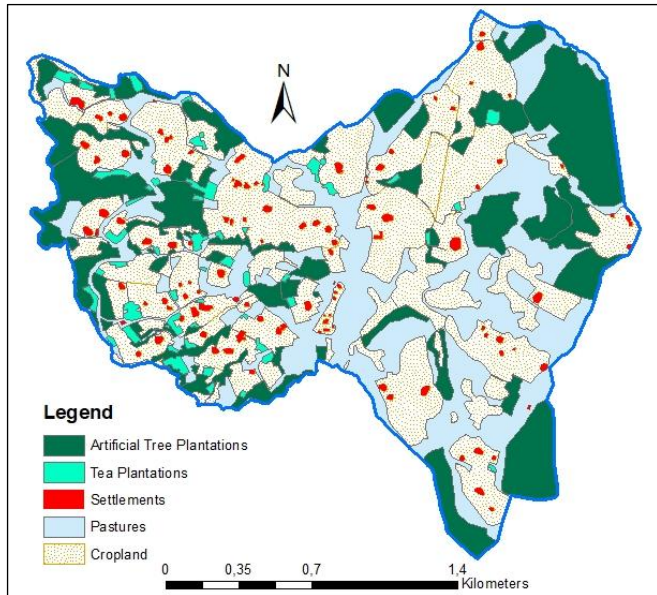 N
Legend
Artificial Tree Plantations
Tea Plantations
Settlements
Pastures
Cropland
0 0,35 0,7 1,4
Kilometers